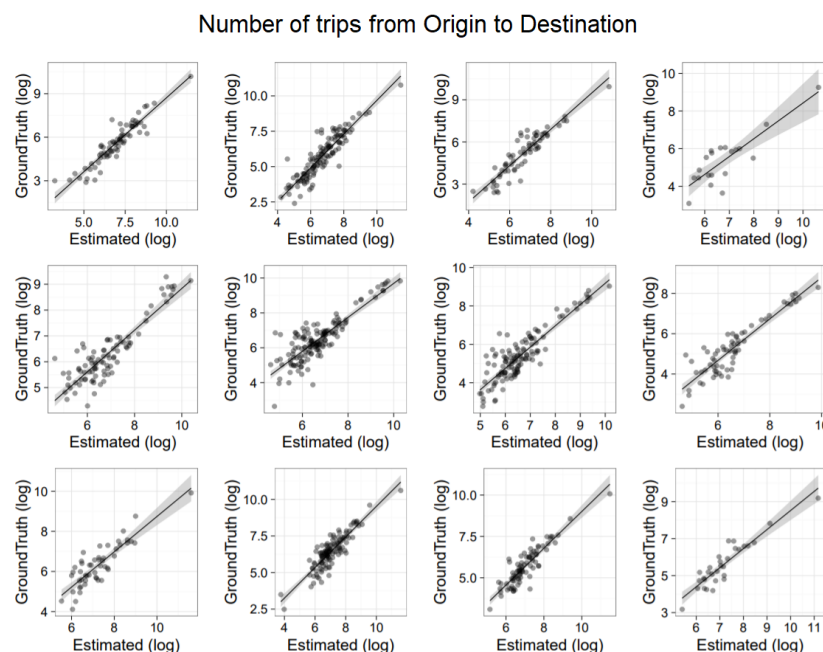 Number of trips from Origin to Destination
GroundTruth (log)
9
6
3
5.0 7.5 10.0
Estimated (log)
GroundTruth (log)
10.0
7.5
5.0
2.5
4 6 8 10
Estimated (log)
GroundTruth (log)
9
6
3
4 6 8 10
Estimated (log)
GroundTruth (log)
10
8
6
4
6 7 8 9 10
Estimated (log)
GroundTruth (log)
9
8
7
6
5
6 8 10
Estimated (log)
GroundTruth (log)
10
8
6
4
6 8 10
Estimated (log)
GroundTruth (log)
10
8
6
4
5 6 7 8 9 10
Estimated (log)
GroundTruth (log)
8
6
4
6 8 10
Estimated (log)
GroundTruth (log)
10
8
6
4
6 8 10
Estimated (log)
GroundTruth (log)
10.0
7.5
5.0
2.5
4 6 8 10
Estimated (log)
GroundTruth (log)
10.0
7.5
5.0
6 8 10
Estimated (log)
GroundTruth (log)
9
7
5
3
6 7 8 9 10 11
Estimated (log)